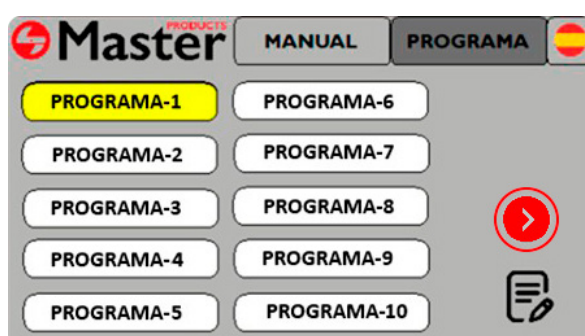 Master PRODUCTS
MANUAL
PROGRAMA
PROGRAMA-1
PROGRAMA-2
PROGRAMA-3
PROGRAMA-4
PROGRAMA-5
PROGRAMA-6
PROGRAMA-7
PROGRAMA-8
PROGRAMA-9
PROGRAMA-10